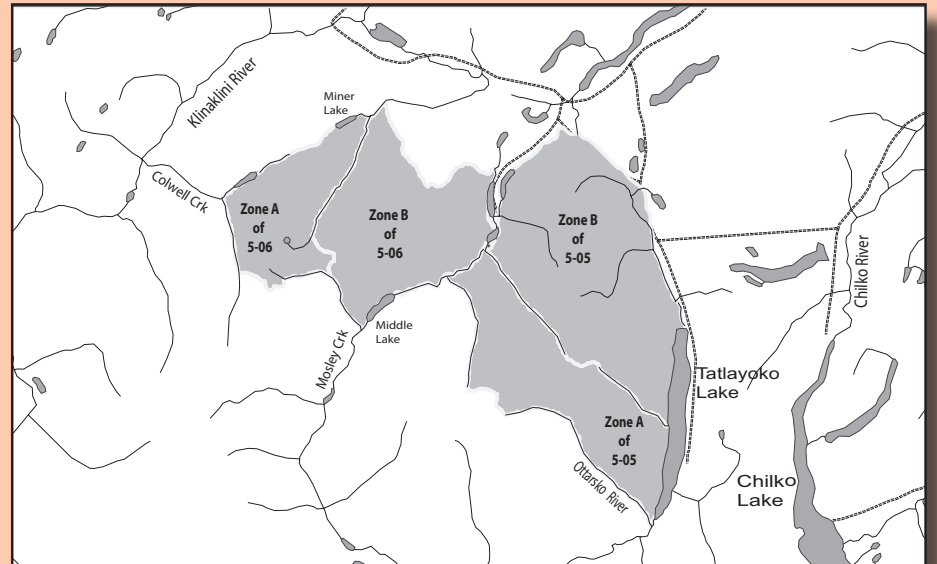 Klinaklini River
Miner
Lake
Colwell Crk
Zone A
of
5-06
Zone B
of
5-06
Zone B
of
5-05
Chilko River
Middle
Lake
Mosley Crk
Tatlayoko
Lake
Zone A
of
5-05
Ottarsko River
Chilko
Lake